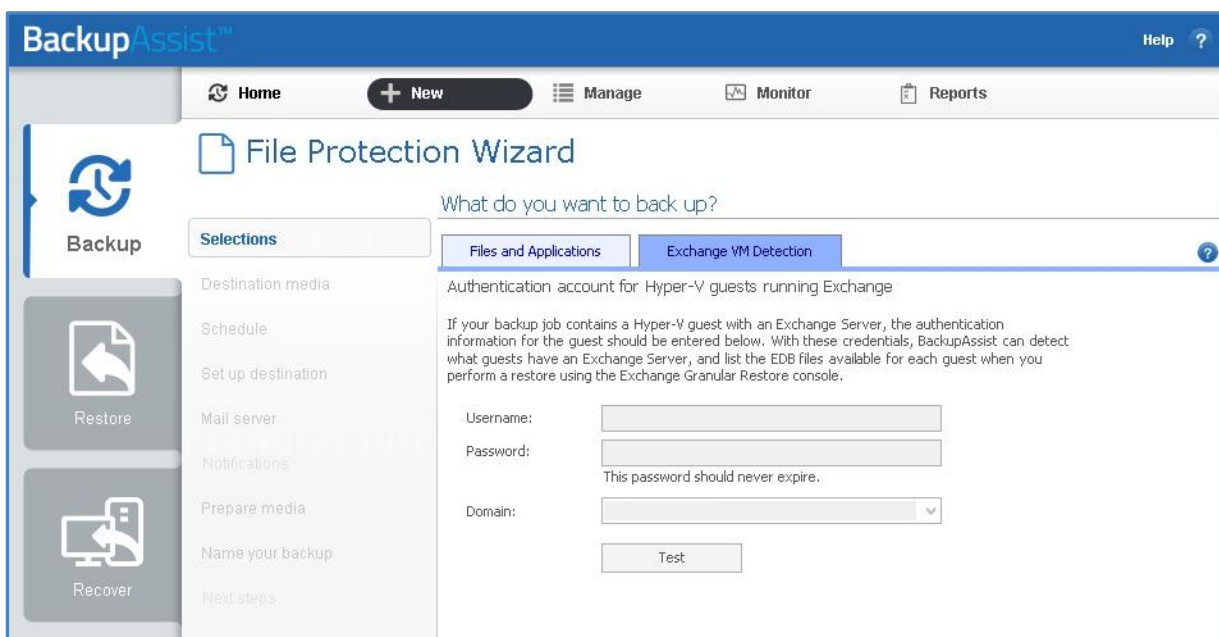 BackupAssist™
Help ?
Home
New
Manage
Monitor
Reports
File Protection Wizard
Backup
Restore
Recover
Selections
Destination media
Schedule
Set up destination
Mail server
Notifications
Prepare media
Name your backup
Next steps
What do you want to back up?
Files and Applications
Exchange VM Detection
?
Authentication account for Hyper-V guests running Exchange
If your backup job contains a Hyper-V guest with an Exchange Server, the authentication
information for the guest should be entered below. With these credentials, BackupAssist can detect
what guests have an Exchange Server, and list the EDB files available for each guest when you
perform a restore using the Exchange Granular Restore console.
Username:
Password:
This password should never expire.
Domain:
Test